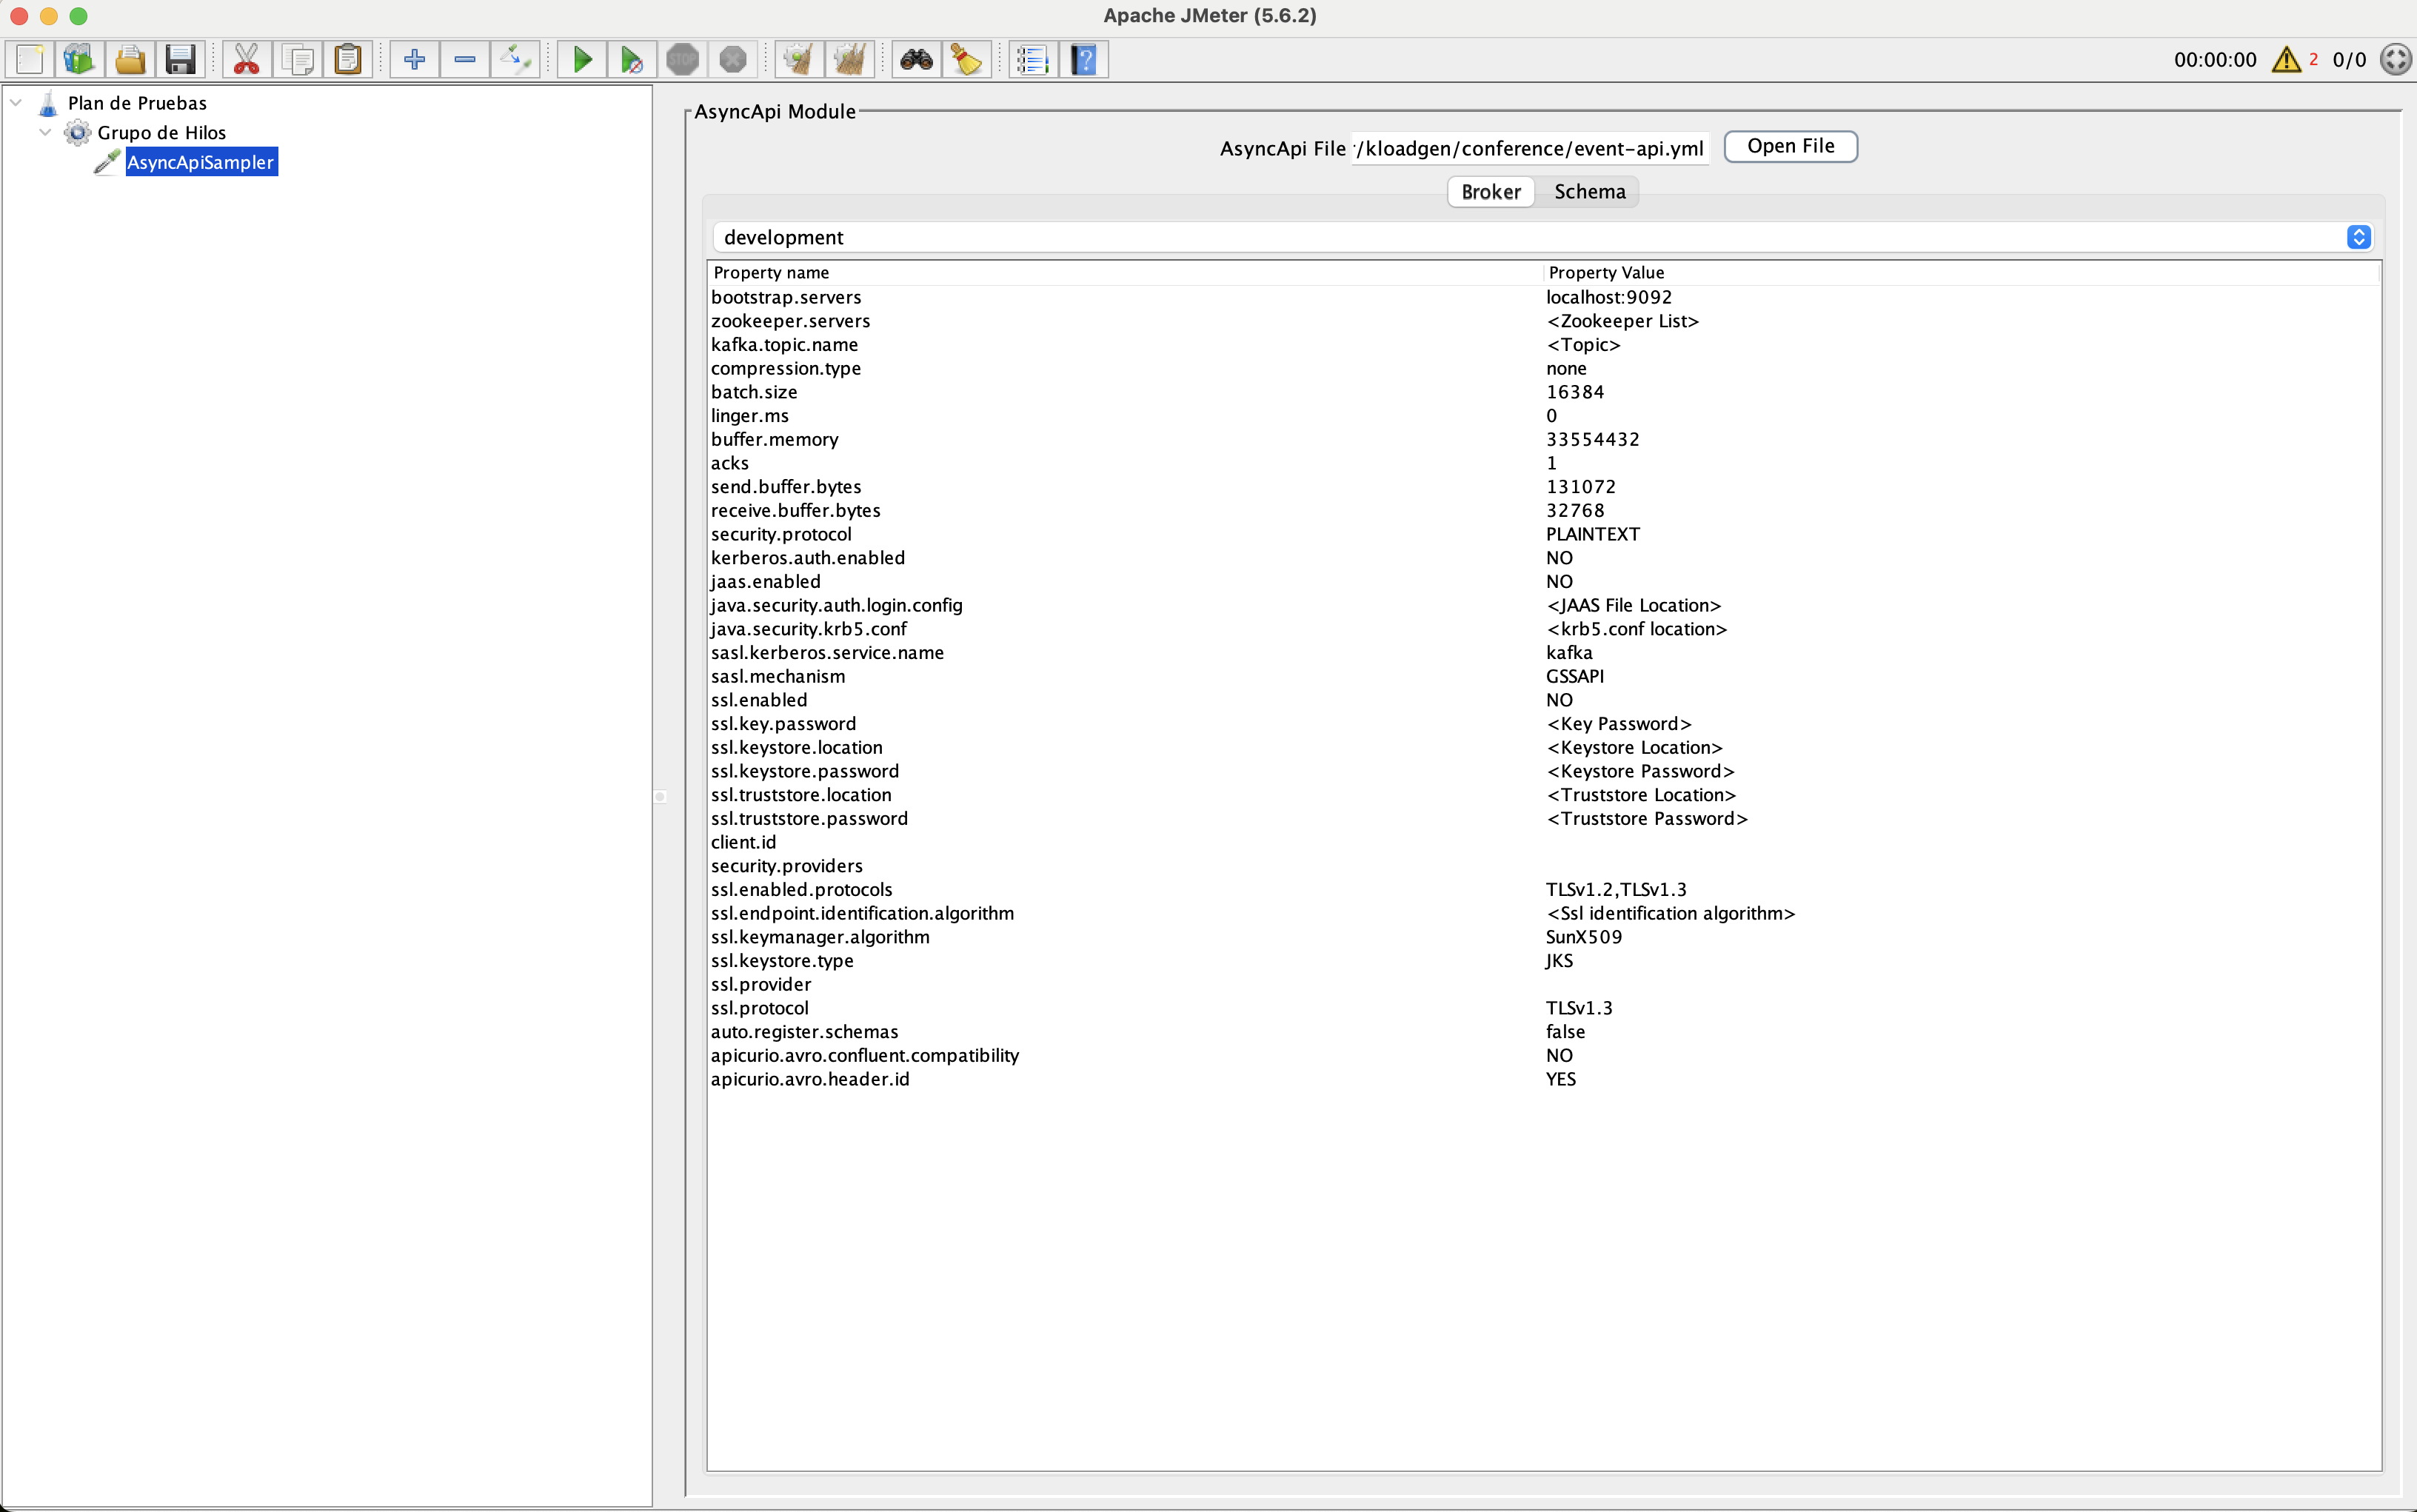 Apache JMeter (5.6.2)
STOP
00:00:00 2 0/0
Plan de Pruebas
Grupo de Hilos
AsyncApiSampler
AsyncApi Module
AsyncApi File /kloadgen/conference/event-api.yml Open File
Broker Schema
development
Property name Property Value
bootstrap.servers localhost:9092
zookeeper.servers <Zookeeper List>
kafka.topic.name <Topic>
compression.type none
batch.size 16384
linger.ms 0
buffer.memory 33554432
acks 1
send.buffer.bytes 131072
receive.buffer.bytes 32768
security.protocol PLAINTEXT
kerberos.auth.enabled NO
jaas.enabled NO
java.security.auth.login.config <JAAS File Location>
java.security.krb5.conf <krb5.conf location>
sasl.kerberos.service.name kafka
sasl.mechanism GSSAPI
ssl.enabled NO
ssl.key.password <Key Password>
ssl.keystore.location <Keystore Location>
ssl.keystore.password <Keystore Password>
ssl.truststore.location <Truststore Location>
ssl.truststore.password <Truststore Password>
client.id
security.providers
ssl.enabled.protocols TLSv1.2,TLSv1.3
ssl.endpoint.identification.algorithm <Ssl identification algorithm>
ssl.keymanager.algorithm SunX509
ssl.keystore.type JKS
ssl.provider
ssl.protocol TLSv1.3
auto.register.schemas false
apicurio.avro.confluent.compatibility NO
apicurio.avro.header.id YES